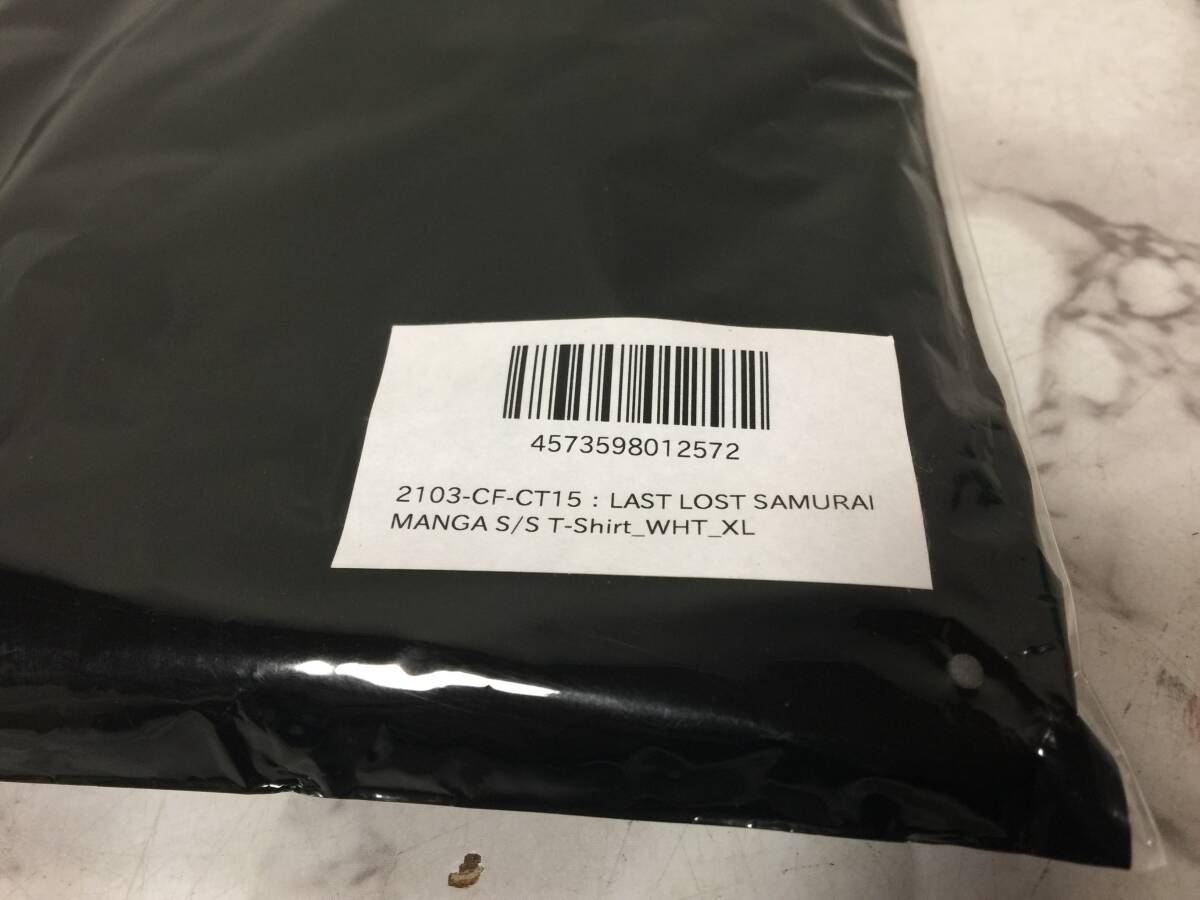 4573598012572
2103-CF-CT15 : LAST LOST SAMURAI
MANGA S/S T-Shirt_WHT_XL